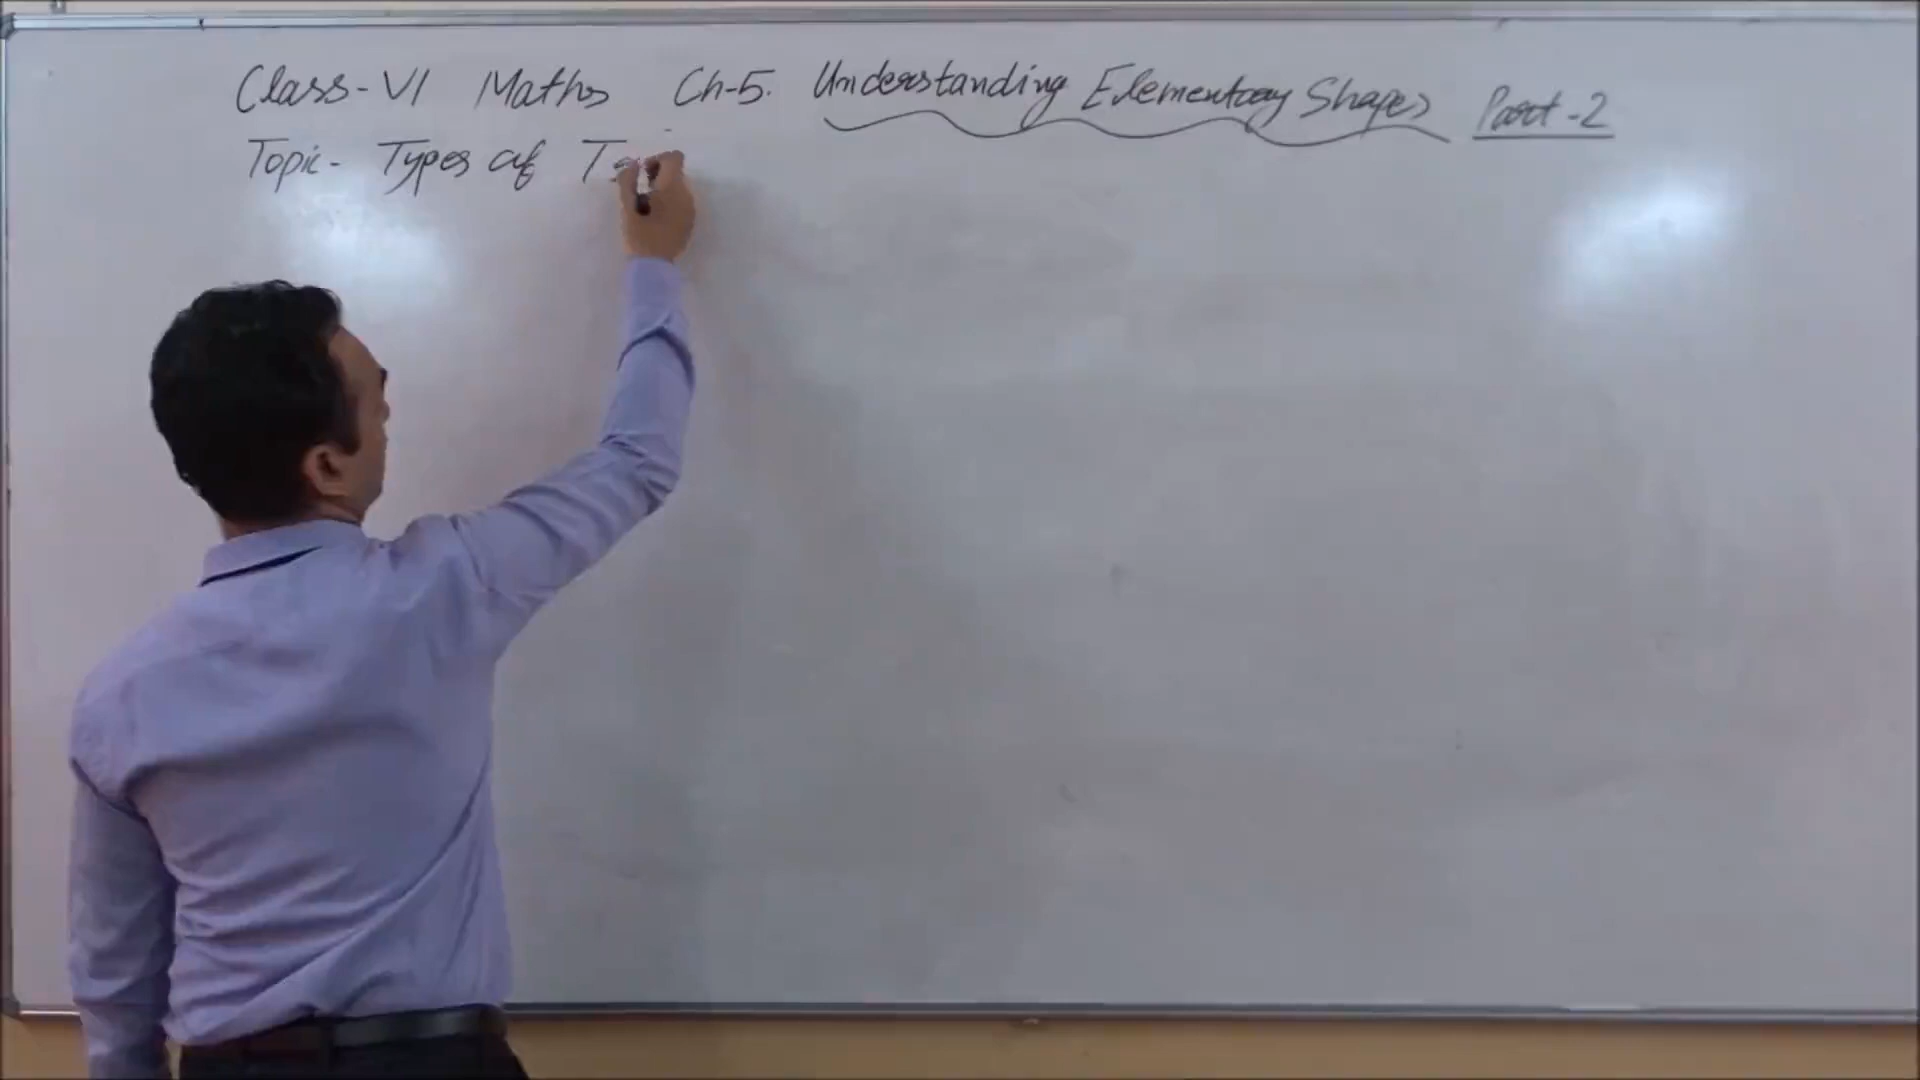 Class-VI Maths Ch-5. Understanding Elementary Shapes Part-2
Topic- Types of